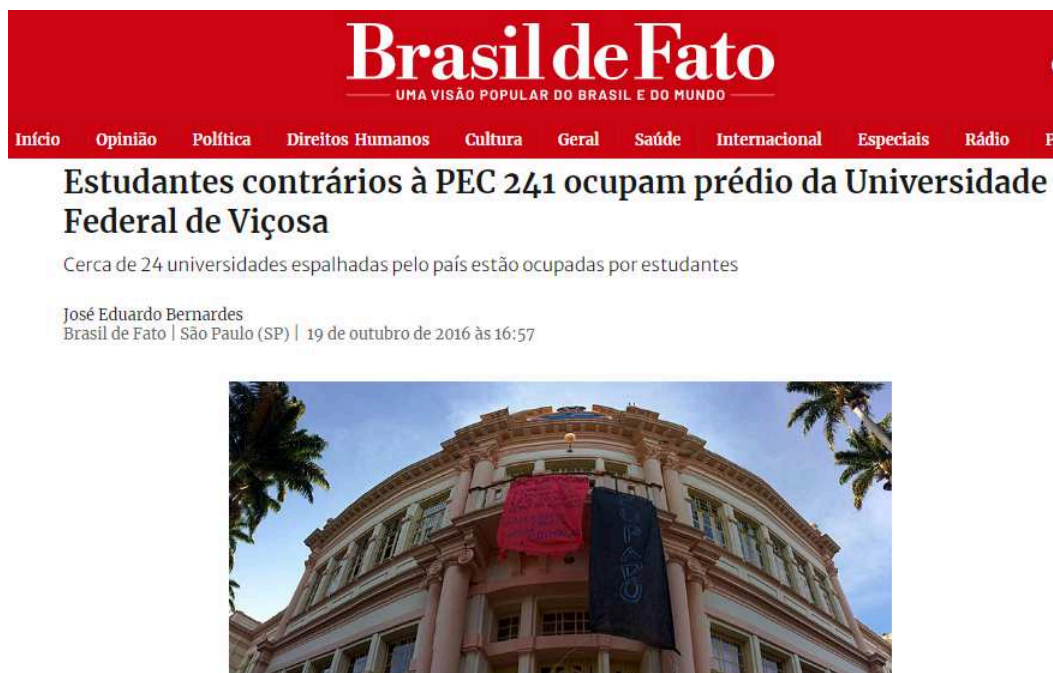 Brasil de Fato
UMA VISÃO POPULAR DO BRASIL E DO MUNDO
Início Opinião Política Direitos Humanos Cultura Geral Saúde Internacional Especiais Rádio
Estudantes contrários à PEC 241 ocupam prédio da Universidade
Federal de Viçosa
Cerca de 24 universidades espalhadas pelo país estão ocupadas por estudantes
José Eduardo Bernardes
Brasil de Fato | São Paulo (SP) | 19 de outubro de 2016 às 16:57